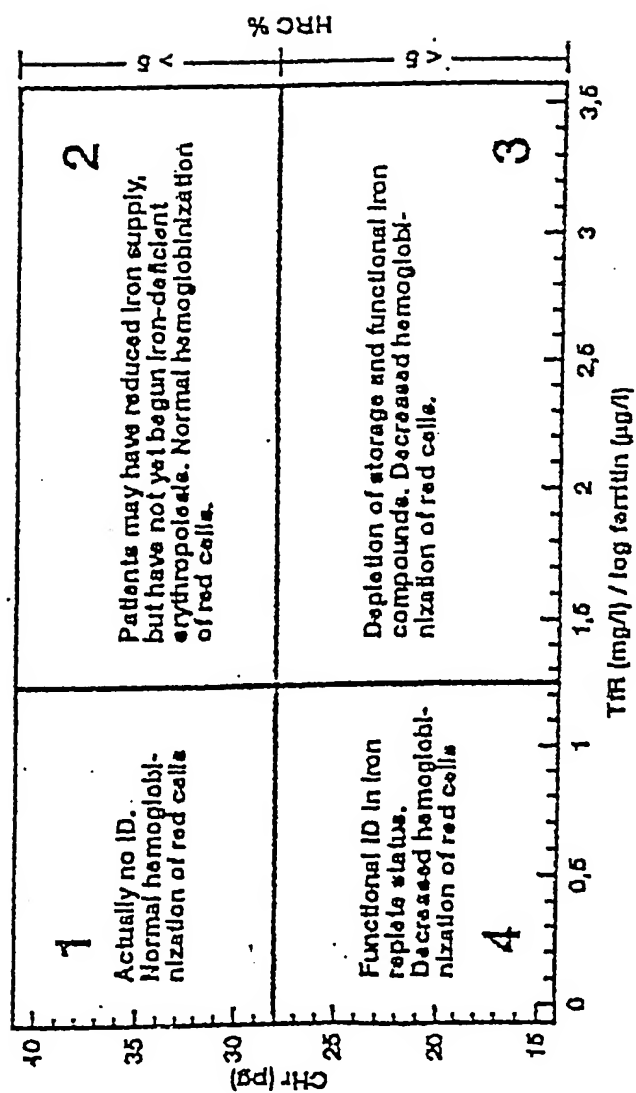 1
Actually no ID.
Normal hemoglobi-
nization of red cells
2
Patients may have reduced iron supply,
but have not yet begun iron-deficient
erythropoiesis. Normal hemoglobinization
of red cells.
Functional ID in iron
replete status.
Decreased hemoglobi-
nization of red cells
4
Depletion of storage and functional iron
compounds. Decreased hemoglobi-
nization of red cells.
3
CHr (pg)
40
35
30
25
20
15
0
0,5
1
1,5
2
2,5
3
3,5
TfR (mg/l) / log ferritin (µg/l)
HRC %
< 5
> 5